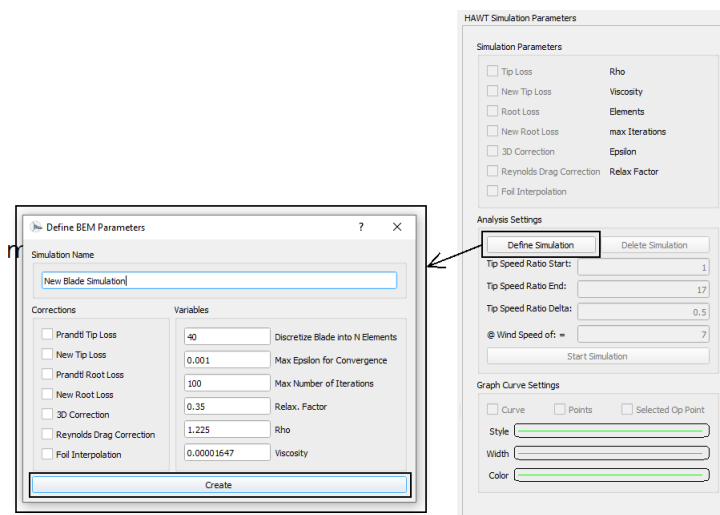 HAWT Simulation Parameters
Simulation Parameters
Tip Loss Rho
New Tip Loss Viscosity
Root Loss Elements
New Root Loss max Iterations
3D Correction Epsilon
Reynolds Drag Correction Relax Factor
Foil Interpolation
Analysis Settings
Define Simulation Delete Simulation
Tip Speed Ratio Start: 1
Tip Speed Ratio End: 17
Tip Speed Ratio Delta: 0.5
@ Wind Speed of: = 7
Start Simulation
Graph Curve Settings
Curve Points Selected Op Point
Style
Width
Color
m
Define BEM Parameters ? X
Simulation Name
New Blade Simulation
Corrections Variables
Prandtl Tip Loss 40 Discretize Blade into N Elements
New Tip Loss 0.001 Max Epsilon for Convergence
Prandtl Root Loss 100 Max Number of Iterations
New Root Loss 0.35 Relax. Factor
3D Correction
Reynolds Drag Correction 1.225 Rho
Foil Interpolation 0.00001647 Viscosity
Create